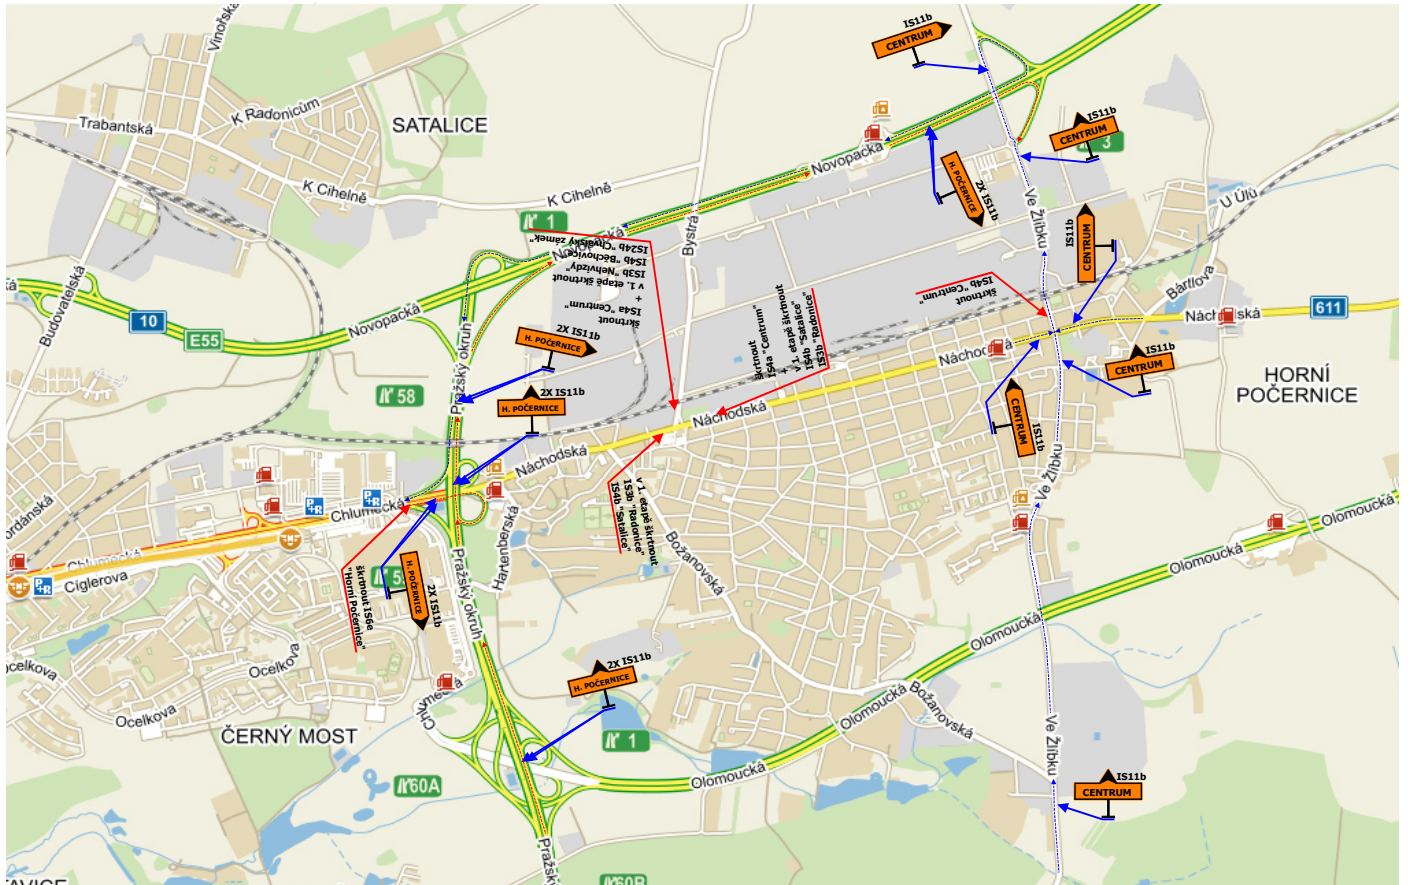 IS11b
CENTRUM
Vinořská
K Radonicům
Trabantská
SATALICE
IS11b
CENTRUM
3
Novopacká
H. POČERNICE
2X IS11b
K Cihelně
K Cihelně
Ve Žlíbku
U Úlů
1
Bystrá
IS11b
CENTRUM
Novopacká
IS24b "Chvalský zámek"
IS4b "Běchovice"
IS3b "Nehvizdy"
v 1. etapě škrtnout
+
IS4a "Centrum"
škrtnout
škrtnout
IS4b "Centrum"
Bártlova
Budovatelská
10
E55
Novopacká
Pražský okruh
2X IS11b
H. POČERNICE
škrtnout
IS4a "Centrum"
+
v 1. etapě škrtnout
IS4b "Satalice"
IS3b "Radonice"
Náchodská
Náchodská
611
IS11b
CENTRUM
HORNÍ
POČERNICE
58
2X IS11b
H. POČERNICE
Náchodská
CENTRUM
IS11b
Náchodská
Ve Žlíbku
P+R
P+R
Chlumecká
v 1. etapě škrtnout
IS3b "Radonice"
IS4b "Satalice"
Hartenberská
Božanovská
Olomoucká
Olomoucká
Chlumecká
P+R
Cíglerova
škrtnout IS6e
"Horní Počernice"
H. POČERNICE
2X IS11b
Pražský okruh
Olomoucká
Ocelkova
Ocelkova
Ocelkova
ČERNÝ MOST
Chlumecká
2X IS11b
H. POČERNICE
1
Olomoucká
Božanovská
Ve Žlíbku
60A
Olomoucká
IS11b
CENTRUM
Pražský
60B